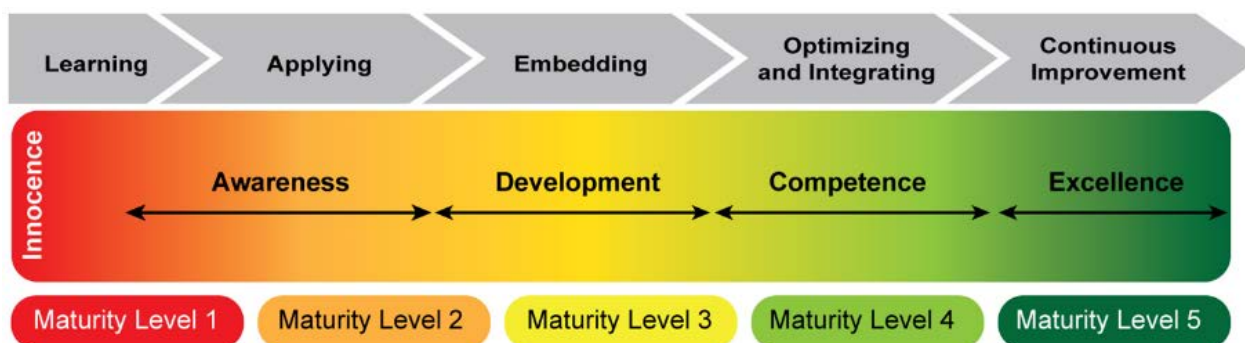 Learning
Applying
Embedding
Optimizing
and Integrating
Continuous
Improvement
Innocence
Awareness
Development
Competence
Excellence
Maturity Level 1
Maturity Level 2
Maturity Level 3
Maturity Level 4
Maturity Level 5